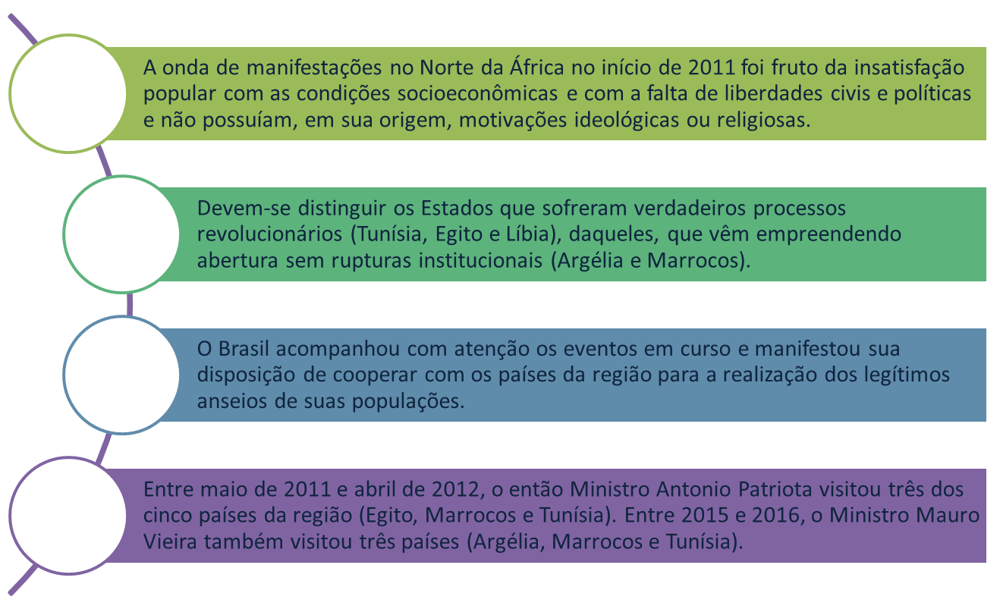 A onda de manifestações no Norte da África no início de 2011 foi fruto da insatisfação
popular com as condições socioeconômicas e com a falta de liberdades civis e políticas
e não possuíam, em sua origem, motivações ideológicas ou religiosas.
Devem-se distinguir os Estados que sofreram verdadeiros processos
revolucionários (Tunísia, Egito e Líbia), daqueles, que vêm empreendendo
abertura sem rupturas institucionais (Argélia e Marrocos).
O Brasil acompanhou com atenção os eventos em curso e manifestou sua
disposição de cooperar com os países da região para a realização dos legítimos
anseios de suas populações.
Entre maio de 2011 e abril de 2012, o então Ministro Antonio Patriota visitou três dos
cinco países da região (Egito, Marrocos e Tunísia). Entre 2015 e 2016, o Ministro Mauro
Vieira também visitou três países (Argélia, Marrocos e Tunísia).